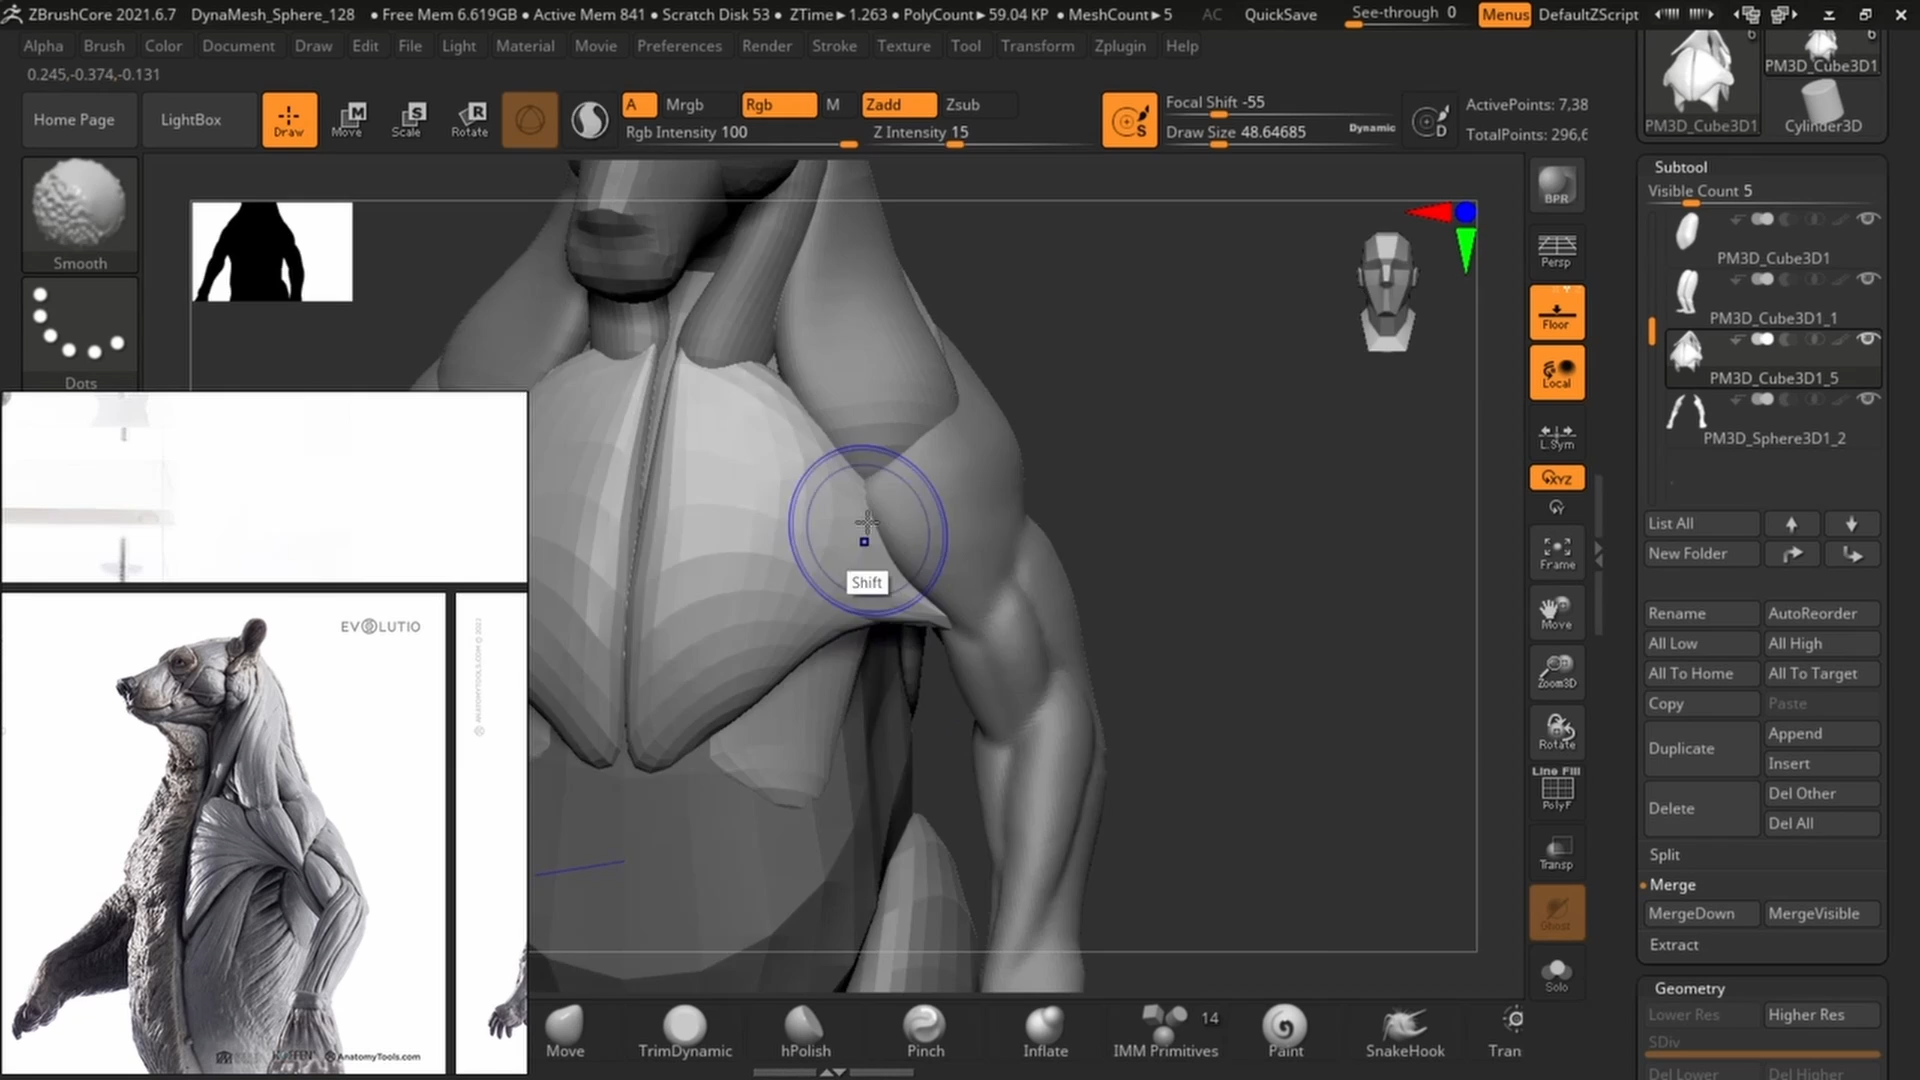 ZBrushCore 2021.6.7 DynaMesh_Sphere_128 • Free Mem 6.619GB • Active Mem 841 • Scratch Disk 53 • ZTime▸1.263 • PolyCount▸59.04 KP • MeshCount▸5 AC QuickSave See-through 0 Menus DefaultZScript
Alpha Brush Color Document Draw Edit File Light Material Movie Preferences Render Stroke Texture Tool Transform Zplugin Help
0.245,-0.374,-0.131
Home Page LightBox Draw Move Scale Rotate
A Mrgb Rgb M Zadd Zsub
Rgb Intensity 100 Z Intensity 15
S Focal Shift -55
Draw Size 48.64685 Dynamic
D ActivePoints: 7,38
TotalPoints: 296,6
Smooth
Dots
Shift
EVOLUTIO
© ANATOMYTOOLS.COM © 2021
AnatomyTools.com
BPR
Persp
Floor
Local
L.Sym
XYZ
Y
Frame
Move
Zoom3D
Rotate
Line Fill
PolyF
Transp
Ghost
Solo
6 6
PM3D_Cube3D1
PM3D_Cube3D1
Cylinder3D
Subtool
Visible Count 5
PM3D_Cube3D1
PM3D_Cube3D1_1
PM3D_Cube3D1_5
PM3D_Sphere3D1_2
List All
New Folder
Rename AutoReorder
All Low All High
All To Home All To Target
Copy Paste
Duplicate Append
Insert
Delete Del Other
Del All
Split
Merge
MergeDown MergeVisible
Extract
Geometry
Lower Res Higher Res
SDiv
Del Lower Del Higher
Move TrimDynamic hPolish Pinch Inflate IMM Primitives 14 Paint SnakeHook Tran